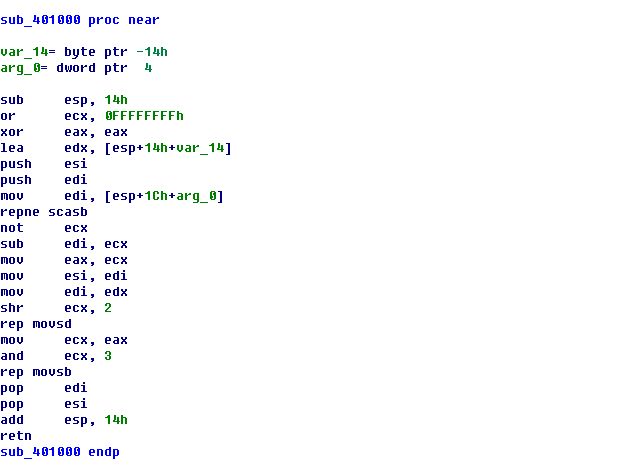 sub_401000 proc near
var_14= byte ptr -14h
arg_0= dword ptr  4
sub     esp, 14h
or      ecx, 0FFFFFFFFh
xor     eax, eax
lea     edx, [esp+14h+var_14]
push    esi
push    edi
mov     edi, [esp+1Ch+arg_0]
repne scasb
not     ecx
sub     edi, ecx
mov     eax, ecx
mov     esi, edi
mov     edi, edx
shr     ecx, 2
rep movsd
mov     ecx, eax
and     ecx, 3
rep movsb
pop     edi
pop     esi
add     esp, 14h
retn
sub_401000 endp